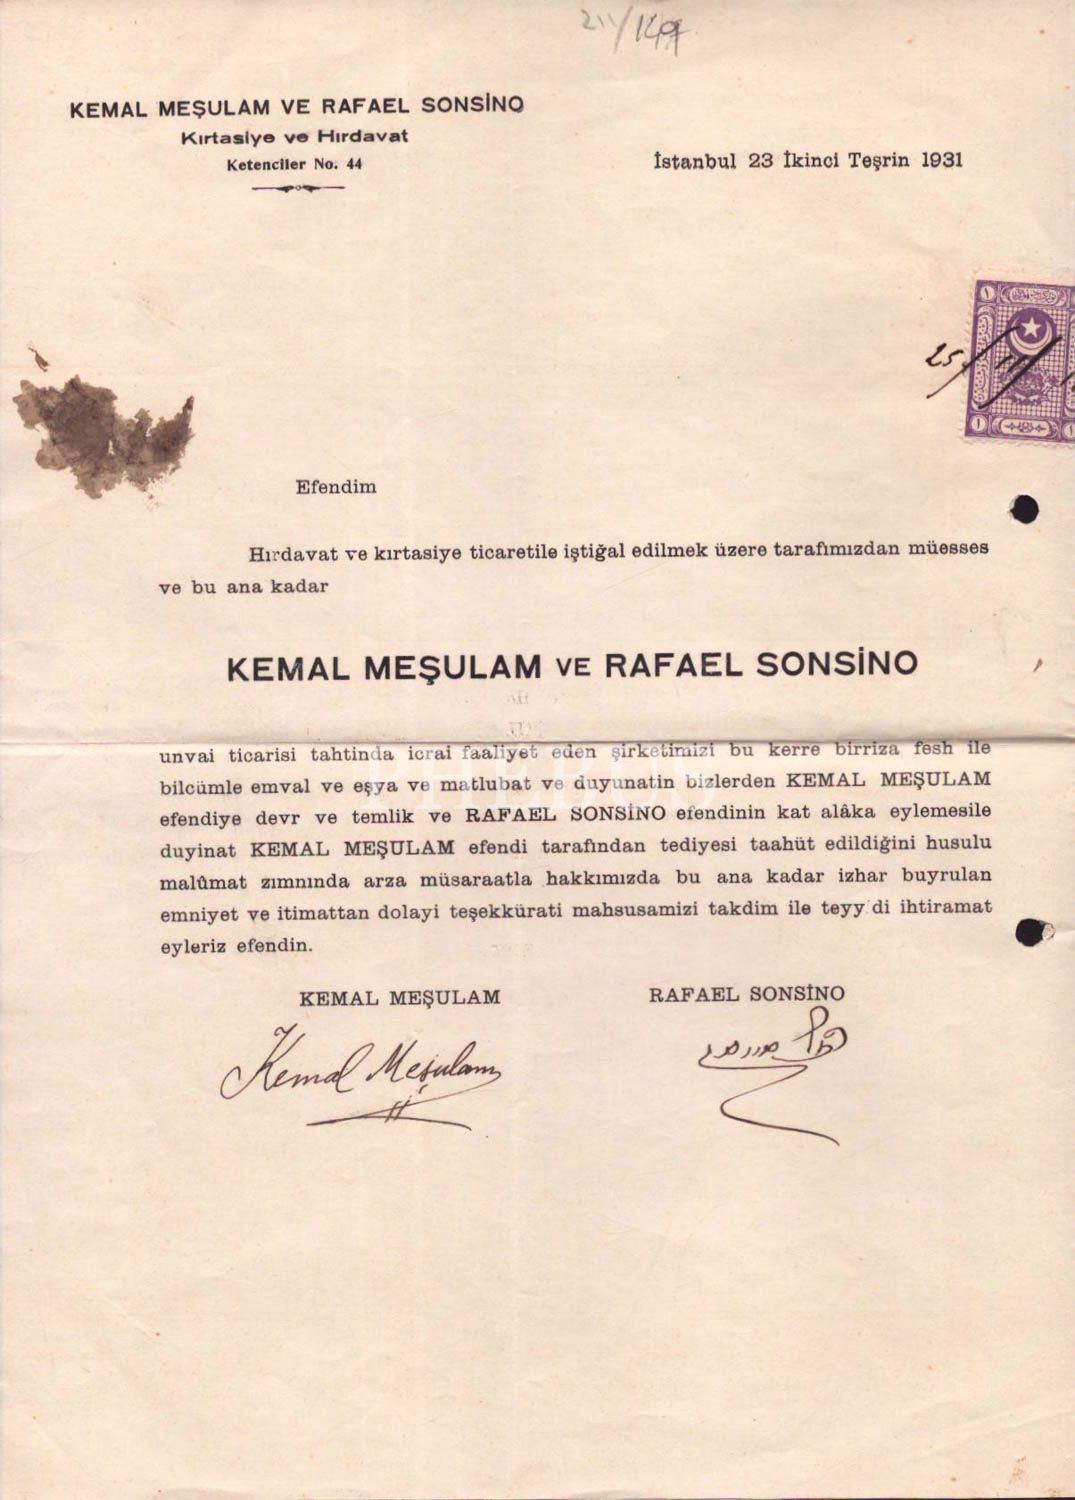 KEMAL MEŞULAM VE RAFAEL SONSİNO
Kırtasiye ve Hırdavat
Ketenciler No. 44
İstanbul 23 İkinci Teşrin 1931
25
Efendim
Hırdavat ve kırtasiye ticaretile iştiğal edilmek üzere tarafımızdan müesses
ve bu ana kadar
KEMAL MEŞULAM VE RAFAEL SONSİNO
unvai ticarisi tahtinda icrai faaliyet eden şirketimizi bu kerre birriza fesh ile
bilcümle emval ve eşya ve matlubat ve duyunatin bizlerden KEMAL MEŞULAM
efendiye devr ve temlik ve RAFAEL SONSİNO efendinin kat alâka eylemesile
duyinat KEMAL MEŞULAM efendi tarafından tediyesi taahüt edildiğini husulu
malûmat zımnında arza müsaraatla hakkımızda bu ana kadar izhar buyrulan
emniyet ve itimattan dolayi teşekkürati mahsusamizi takdim ile teyy di ihtiramat
eyleriz efendin.
KEMAL MEŞULAM RAFAEL SONSİNO
Kemal Meşulam